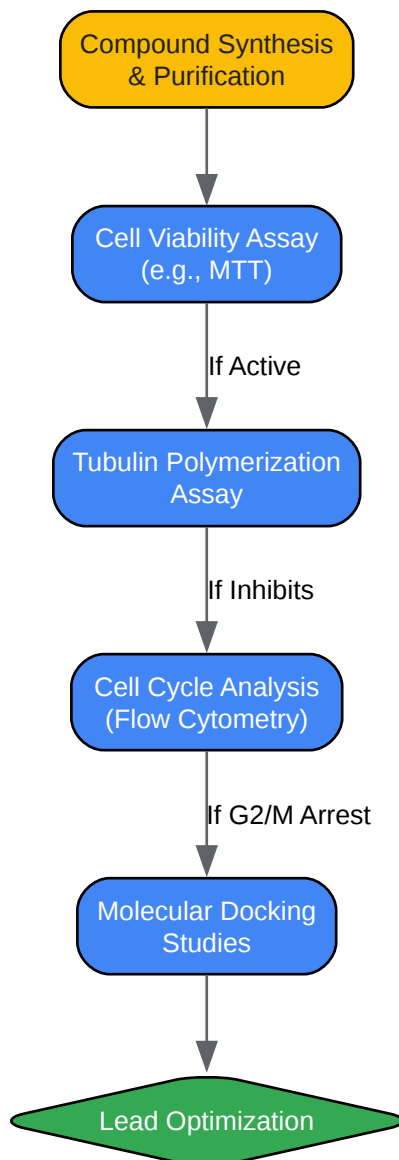 Compound Synthesis
& Purification
Cell Viability Assay
(e.g., MTT)
If Active
Tubulin Polymerization
Assay
If Inhibits
Cell Cycle Analysis
(Flow Cytometry)
If G2/M Arrest
Molecular Docking
Studies
Lead Optimization